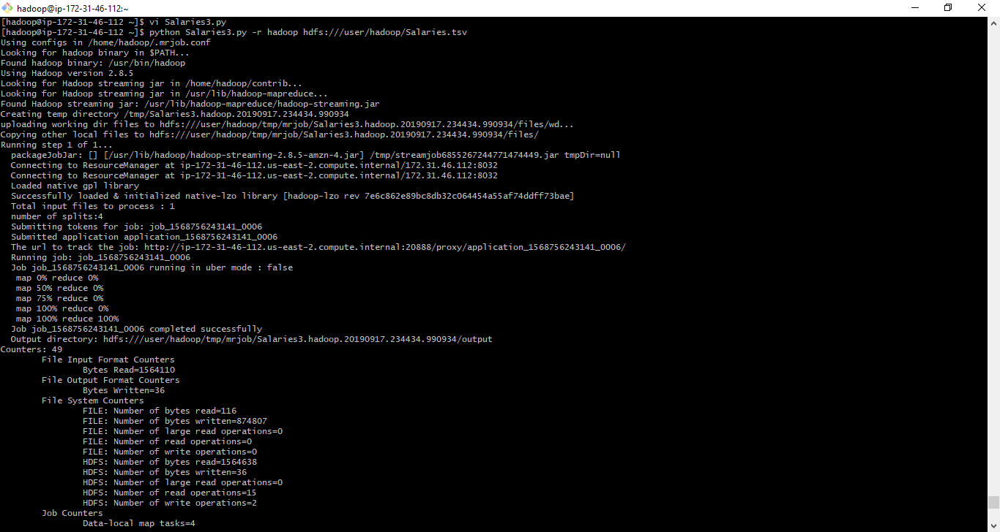 hadoop@ip-172-31-46-112:~
[hadoop@ip-172-31-46-112 ~]$ vi Salaries3.py
[hadoop@ip-172-31-46-112 ~]$ python Salaries3.py -r hadoop hdfs:///user/hadoop/Salaries.tsv
Using configs in /home/hadoop/.mrjob.conf
Looking for hadoop binary in $PATH...
Found hadoop binary: /usr/bin/hadoop
Using Hadoop version 2.8.5
Looking for Hadoop streaming jar in /home/hadoop/contrib...
Looking for Hadoop streaming jar in /usr/lib/hadoop-mapreduce...
Found Hadoop streaming jar: /usr/lib/hadoop-mapreduce/hadoop-streaming.jar
Creating temp directory /tmp/Salaries3.hadoop.20190917.234434.990934
uploading working dir files to hdfs:///user/hadoop/tmp/mrjob/Salaries3.hadoop.20190917.234434.990934/files/wd...
Copying other local files to hdfs:///user/hadoop/tmp/mrjob/Salaries3.hadoop.20190917.234434.990934/files/
Running step 1 of 1...
  packageJobJar: [] [/usr/lib/hadoop/hadoop-streaming-2.8.5-amzn-4.jar] /tmp/streamjob6855267244771474449.jar tmpDir=null
  Connecting to ResourceManager at ip-172-31-46-112.us-east-2.compute.internal/172.31.46.112:8032
  Connecting to ResourceManager at ip-172-31-46-112.us-east-2.compute.internal/172.31.46.112:8032
  Loaded native gpl library
  Successfully loaded & initialized native-lzo library [hadoop-lzo rev 7e6c862e89bc8db32c064454a55af74ddff73bae]
  Total input files to process : 1
  number of splits:4
  Submitting tokens for job: job_1568756243141_0006
  Submitted application application_1568756243141_0006
  The url to track the job: http://ip-172-31-46-112.us-east-2.compute.internal:20888/proxy/application_1568756243141_0006/
  Running job: job_1568756243141_0006
  Job job_1568756243141_0006 running in uber mode : false
   map 0% reduce 0%
   map 50% reduce 0%
   map 75% reduce 0%
   map 100% reduce 0%
   map 100% reduce 100%
  Job job_1568756243141_0006 completed successfully
  Output directory: hdfs:///user/hadoop/tmp/mrjob/Salaries3.hadoop.20190917.234434.990934/output
Counters: 49
        File Input Format Counters
                Bytes Read=1564110
        File Output Format Counters
                Bytes Written=36
        File System Counters
                FILE: Number of bytes read=116
                FILE: Number of bytes written=874807
                FILE: Number of large read operations=0
                FILE: Number of read operations=0
                FILE: Number of write operations=0
                HDFS: Number of bytes read=1564638
                HDFS: Number of bytes written=36
                HDFS: Number of large read operations=0
                HDFS: Number of read operations=15
                HDFS: Number of write operations=2
        Job Counters
                Data-local map tasks=4